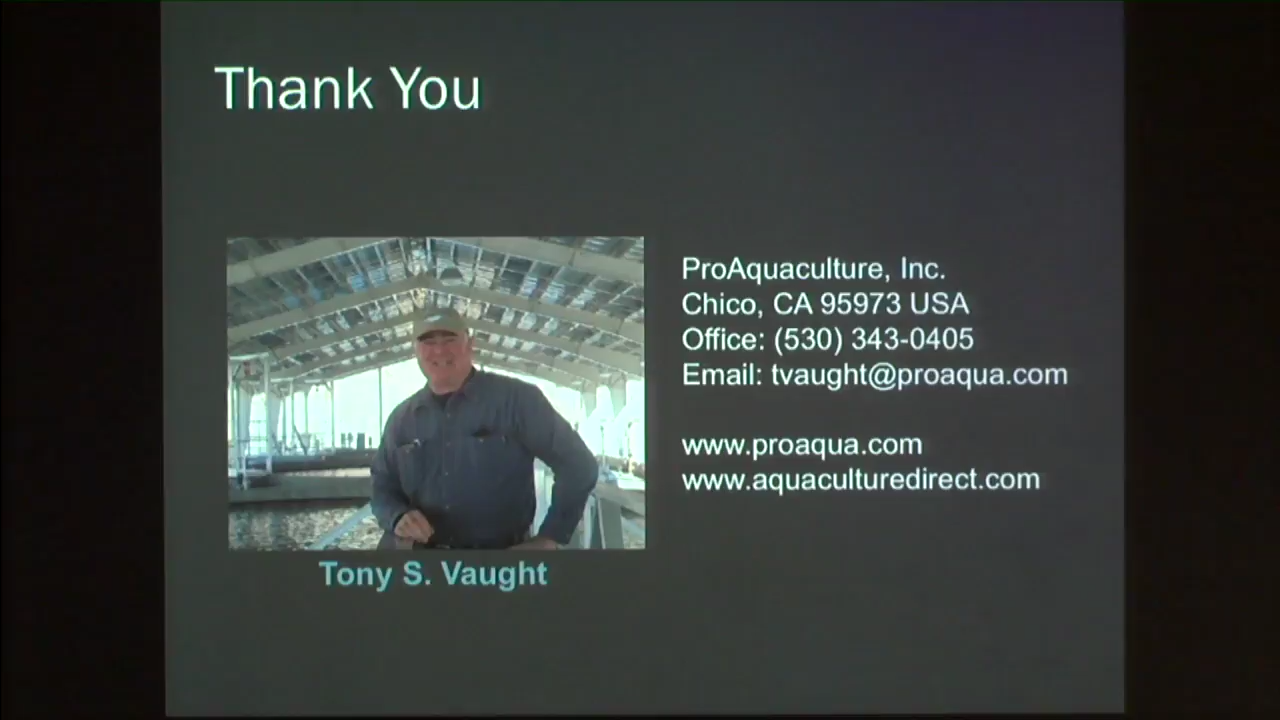 Thank You
ProAquaculture, Inc.
Chico, CA 95973 USA
Office: (530) 343-0405
Email: tvaught@proaqua.com
www.proaqua.com
www.aquaculturedirect.com
Tony S. Vaught